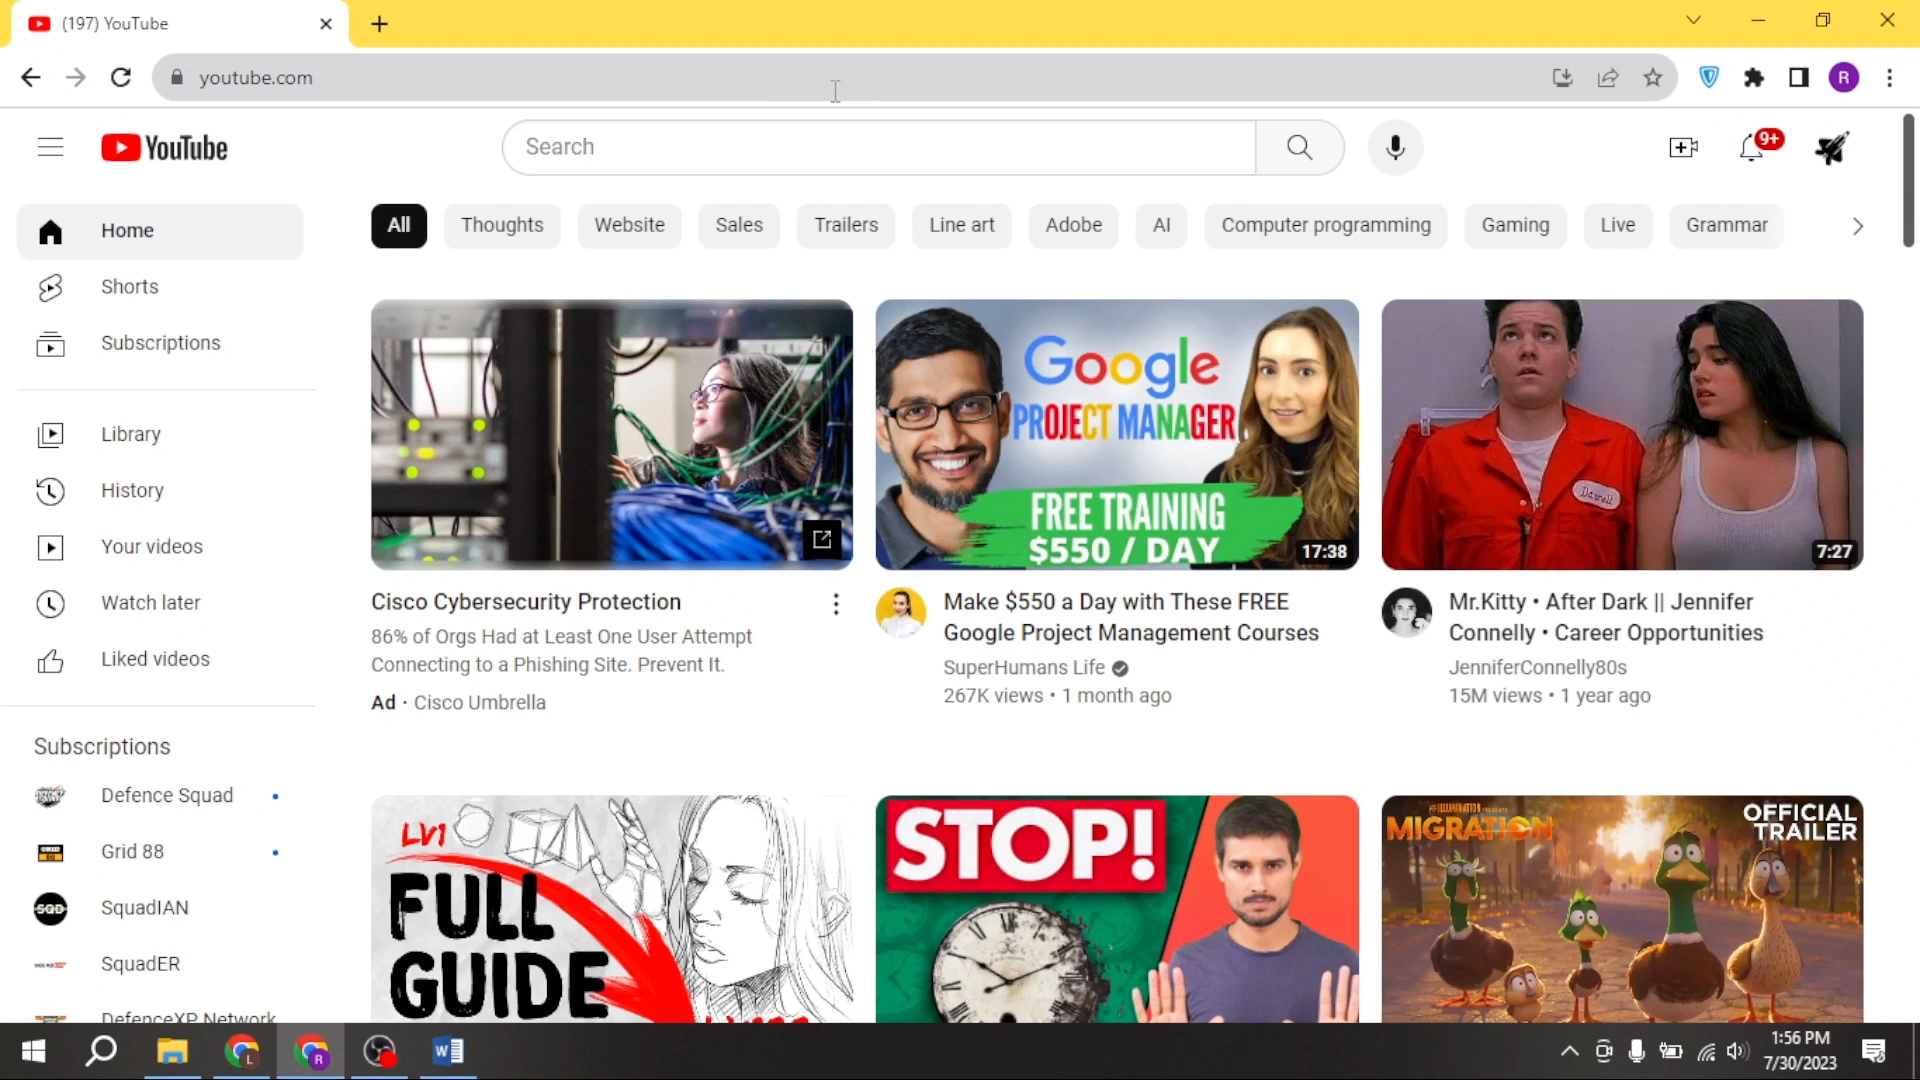 (197) YouTube
youtube.com
R
YouTube
Search
9+
Home
Shorts
Subscriptions
Library
History
Your videos
Watch later
Liked videos
Subscriptions
Defence Squad
Grid 88
SquadIAN
SquadER
DefenceXP Network
All
Thoughts
Website
Sales
Trailers
Line art
Adobe
AI
Computer programming
Gaming
Live
Grammar
Cisco Cybersecurity Protection
86% of Orgs Had at Least One User Attempt
Connecting to a Phishing Site. Prevent It.
Ad · Cisco Umbrella
Google
PROJECT MANAGER
FREE TRAINING
$550 / DAY
17:38
Make $550 a Day with These FREE
Google Project Management Courses
SuperHumans Life
267K views • 1 month ago
Darnell
7:27
Mr.Kitty • After Dark || Jennifer
Connelly • Career Opportunities
JenniferConnelly80s
15M views • 1 year ago
LV1
FULL
GUIDE
STOP!
MIGRATION
OFFICIAL
TRAILER
SQD
L
R
W
1:56 PM
7/30/2023